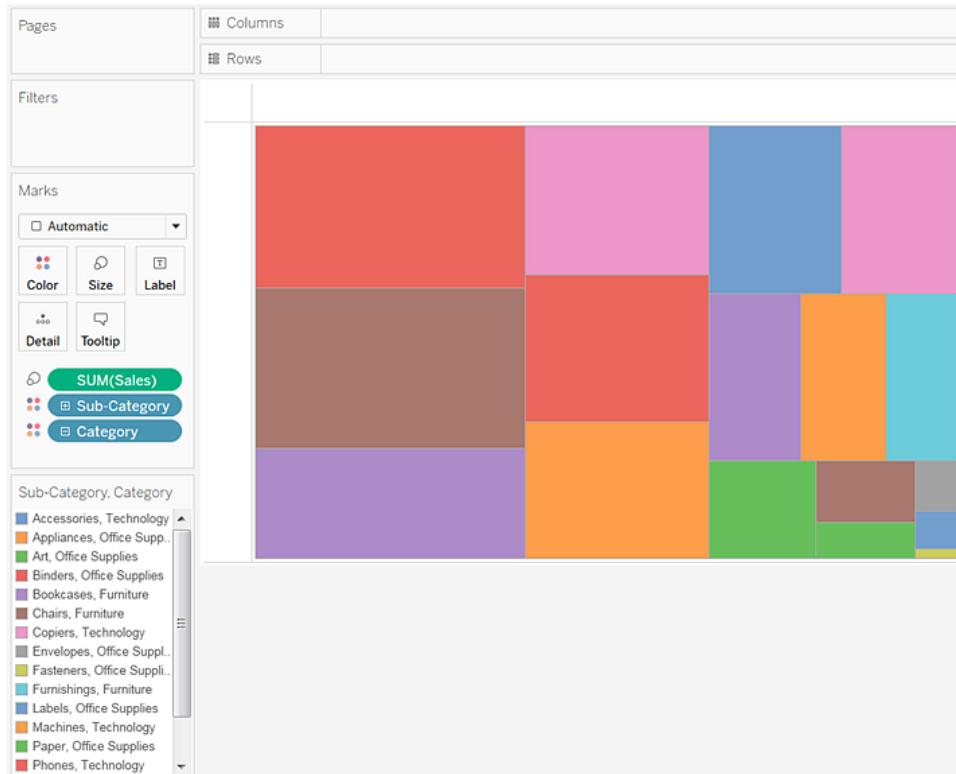 Pages
Columns
Rows
Filters
Marks
Automatic
Color
Size
Label
Detail
Tooltip
SUM(Sales)
Sub-Category
Category
Sub-Category, Category
Accessories, Technology
Appliances, Office Supp..
Art, Office Supplies
Binders, Office Supplies
Bookcases, Furniture
Chairs, Furniture
Copiers, Technology
Envelopes, Office Suppl..
Fasteners, Office Suppli..
Furnishings, Furniture
Labels, Office Supplies
Machines, Technology
Paper, Office Supplies
Phones, Technology